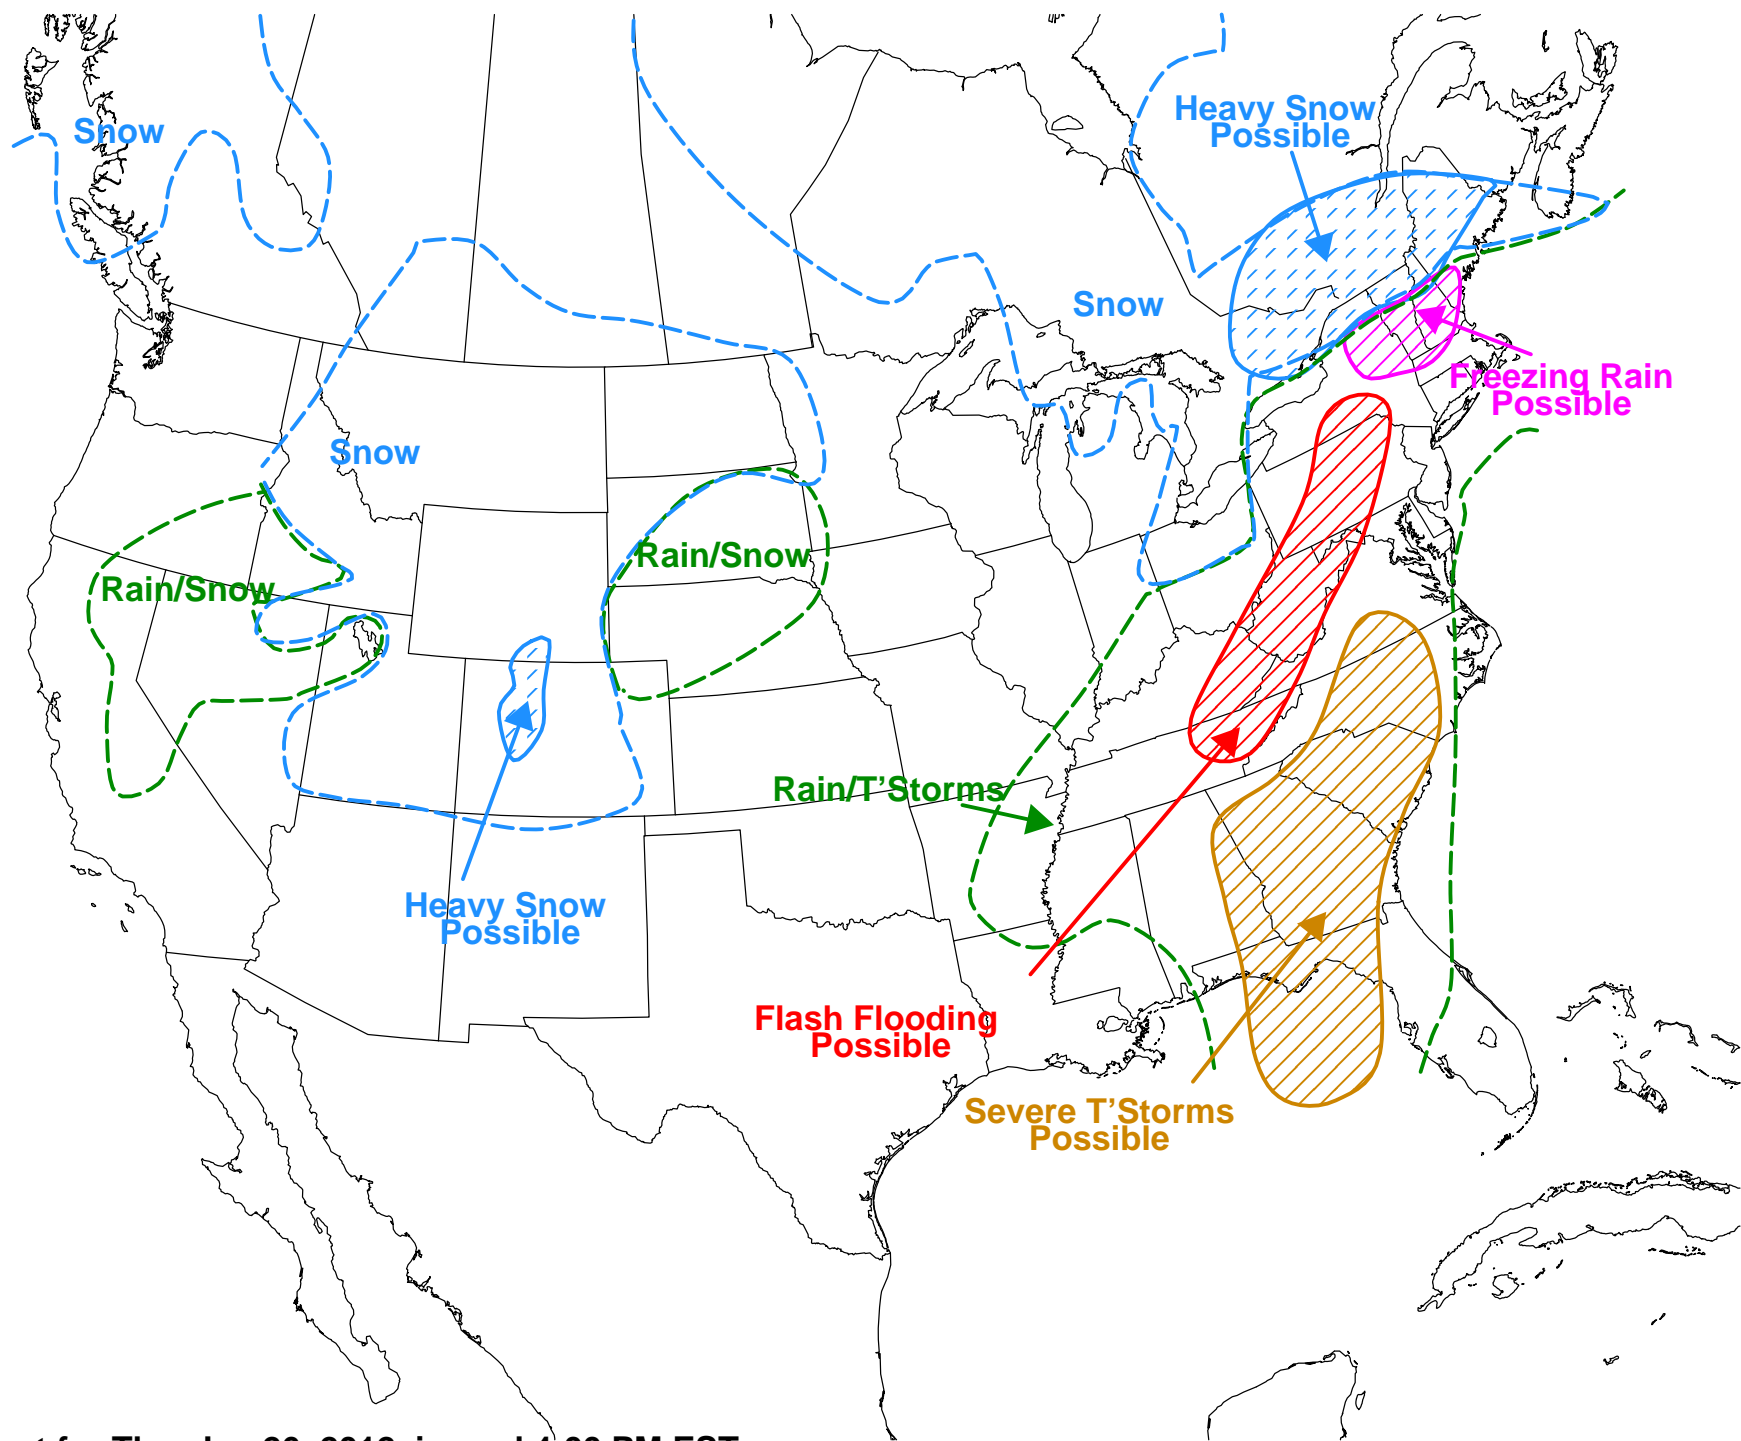 Heavy Snow
Possible
Snow
Snow
Freezing Rain
Possible
Snow
Rain/Snow
Rain/Snow
Rain/T'Storms
Heavy Snow
Possible
Flash Flooding
Possible
Severe T'Storms
Possible